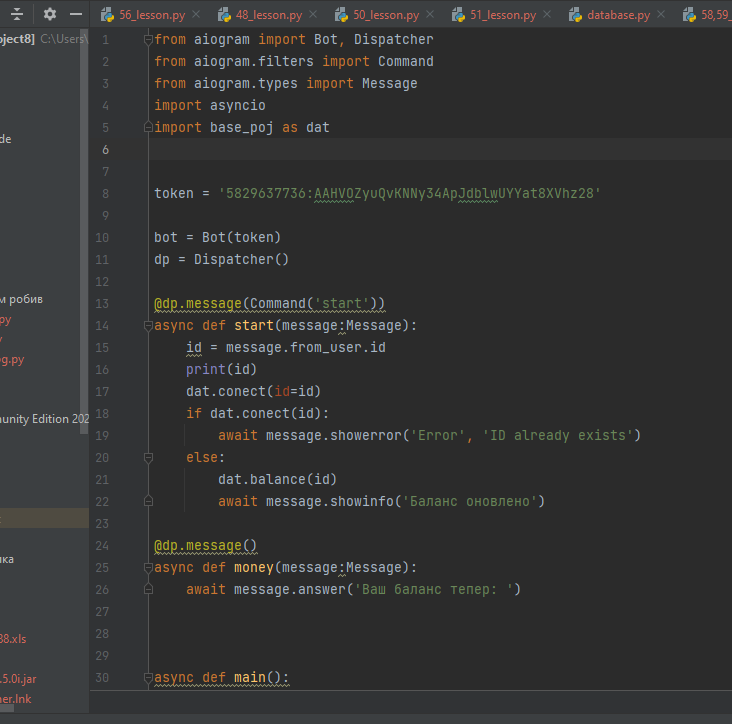 56_lesson.py 48_lesson.py 50_lesson.py 51_lesson.py database.py 58,59_
oject8] C:\Users\
1 from aiogram import Bot, Dispatcher
2 from aiogram.filters import Command
3 from aiogram.types import Message
4 import asyncio
5 import base_poj as dat
de
6
7
8 token = '5829637736:AAHVOZyuQvKNNy34ApJdblwUYYat8XVhz28'
9
10 bot = Bot(token)
11 dp = Dispatcher()
12
м робив
13 @dp.message(Command('start'))
py
14 async def start(message:Message):
15 id = message.from_user.id
g.py
16 print(id)
17 dat.conect(id=id)
18 if dat.conect(id):
nunity Edition 202
19 await message.showerror('Error', 'ID already exists')
20 else:
21 dat.balance(id)
22 await message.showinfo('Баланс оновлено')
23
24 @dp.message()
ка
25 async def money(message:Message):
26 await message.answer('Ваш баланс тепер: ')
27
28
38.xls
29
.5.0i.jar
30 async def main():
ner.lnk